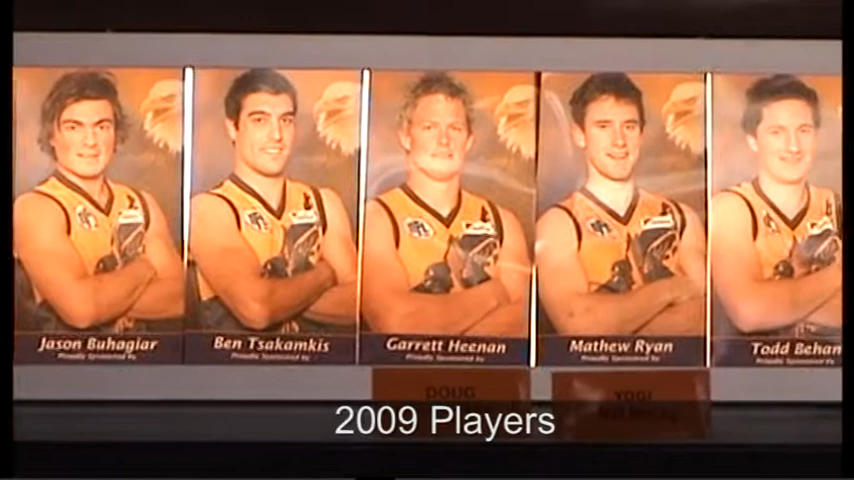 Jason Buhagiar
Proudly Sponsored by
Ben Tsakamkis
Proudly Sponsored by
Garrett Heenan
Proudly Sponsored by
Mathew Ryan
Proudly Sponsored by
Todd Behan
Proudly Sponsored by
DOUG
YOGI
2009 Players